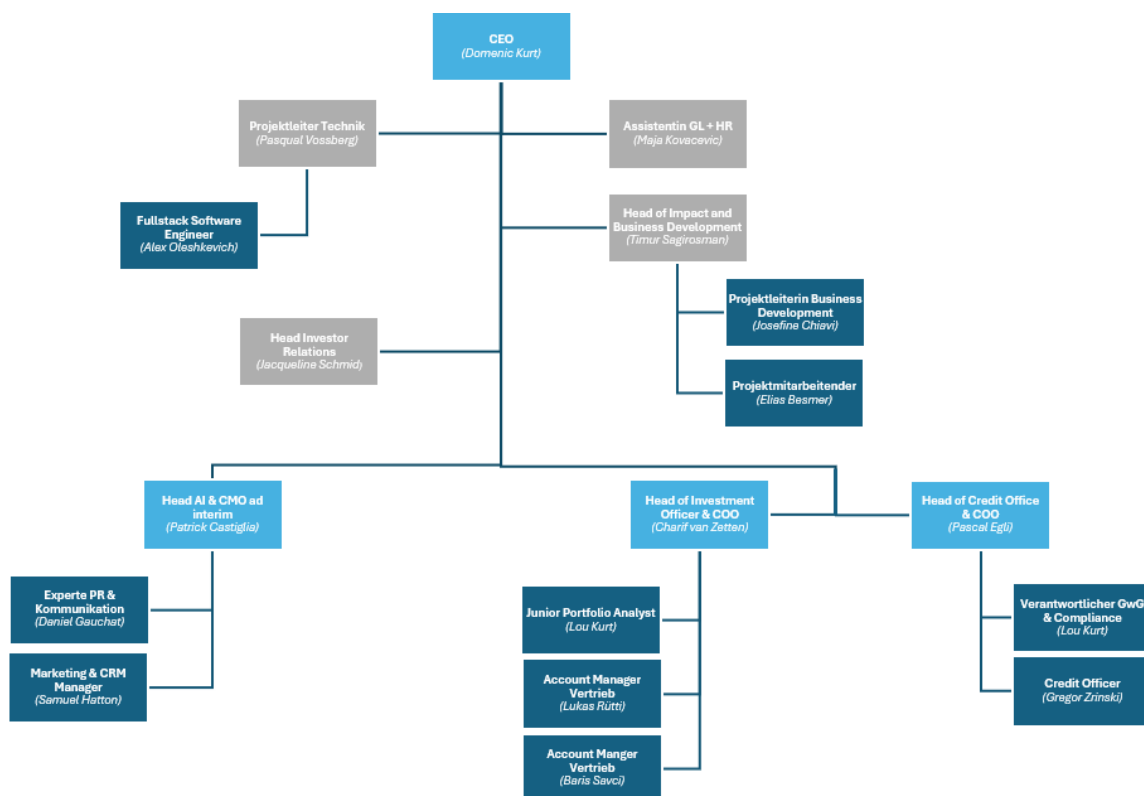 CEO
(Domenic Kurt)
Projektleiter Technik
(Pasqual Vossberg)
Assistentin GL + HR
(Maja Kovacevic)
Fullstack Software
Engineer
(Alex Oleshkevich)
Head of Impact and
Business Development
(Timur Sagirosman)
Projektleiterin Business
Development
(Josefine Chiavi)
Head Investor
Relations
(Jacqueline Schmid)
Projektmitarbeitender
(Elias Besmer)
Head AI & CMO ad
interim
(Patrick Castiglia)
Head of Investment
Officer & COO
(Charif van Zetten)
Head of Credit Office
& COO
(Pascal Egli)
Experte PR &
Kommunikation
(Daniel Gauchat)
Marketing & CRM
Manager
(Samuel Hatton)
Junior Portfolio Analyst
(Lou Kurt)
Account Manager
Vertrieb
(Lukas Rütti)
Account Manger
Vertrieb
(Baris Savci)
Verantwortlicher GwG
& Compliance
(Lou Kurt)
Credit Officer
(Gregor Zrinski)